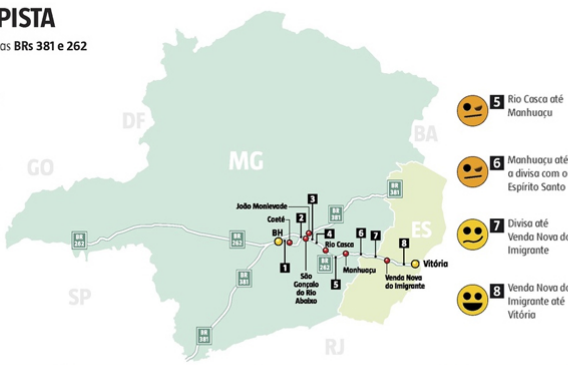 PISTA
as BRs 381 e 262
DF
GO
MG
BA
ES
SP
RJ
BR
381
BR
381
BR
262
BR
262
BR
262
BR
381
BR
381
João Monlevade
Caeté
BH
São
Gonçalo
do Rio
Abaixo
Rio Casca
Manhuaçu
Venda Nova
do Imigrante
Vitória
1
2
3
4
5
6
7
8
5 Rio Casca até
Manhuaçu
6 Manhuaçu até
a divisa com o
Espírito Santo
7 Divisa até
Venda Nova do
Imigrante
8 Venda Nova do
Imigrante até
Vitória